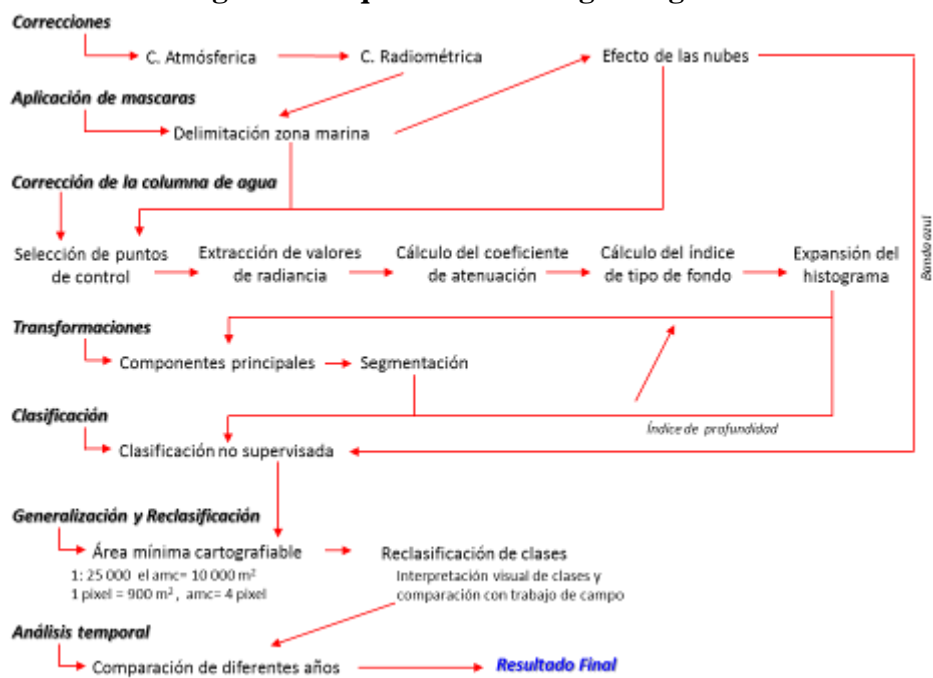 Correcciones
C. Atmósferica
C. Radiométrica
Efecto de las nubes
Aplicación de mascaras
Delimitación zona marina
Corrección de la columna de agua
Banda azul
Selección de puntos
de control
Extracción de valores
de radiancia
Cálculo del coeficiente
de atenuación
Cálculo del índice
de tipo de fondo
Expansión del
histograma
Transformaciones
Componentes principales
Segmentación
Índice de profundidad
Clasificación
Clasificación no supervisada
Generalización y Reclasificación
Área mínima cartografiable
1: 25 000 el amc= 10 000 m²
1 pixel = 900 m², amc= 4 pixel
Reclasificación de clases
Interpretación visual de clases y
comparación con trabajo de campo
Análisis temporal
Comparación de diferentes años
Resultado Final